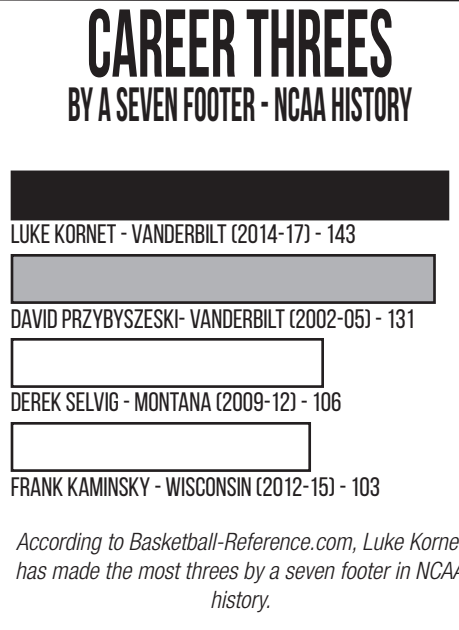 CAREER THREES
BY A SEVEN FOOTER - NCAA HISTORY
LUKE KORNET - VANDERBILT (2014-17) - 143
DAVID PRZYBYSZESKI- VANDERBILT (2002-05) - 131
DEREK SELVIG - MONTANA (2009-12) - 106
FRANK KAMINSKY - WISCONSIN (2012-15) - 103
According to Basketball-Reference.com, Luke Korne
has made the most threes by a seven footer in NCAA
history.